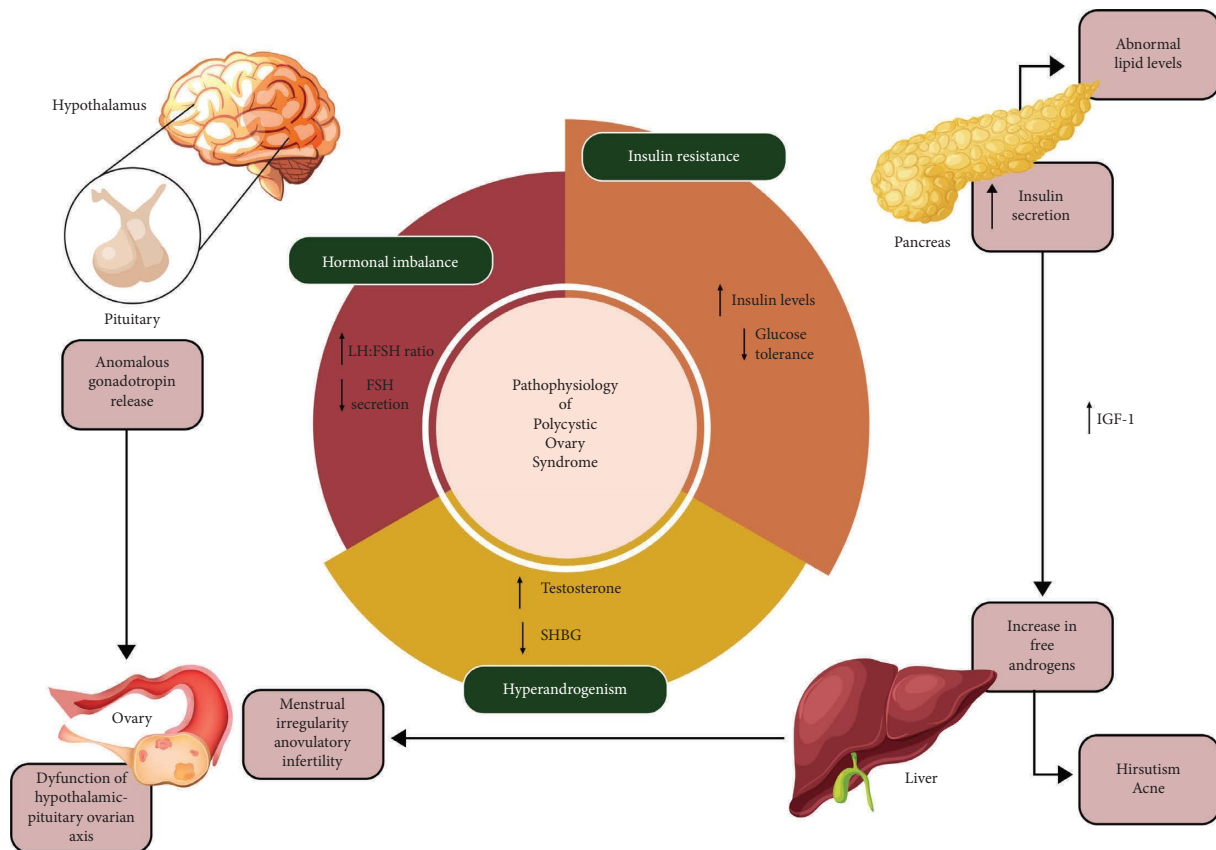 Hypothalamus
Pituitary
Anomalous
gonadotropin
release
Ovary
Dyfunction of
hypothalamic-
pituitary ovarian
axis
Menstrual
irregularity
anovulatory
infertility
Hormonal imbalance
↑ LH:FSH ratio
↓ FSH
secretion
Insulin resistance
↑ Insulin levels
↓ Glucose
tolerance
Pathophysiology
of
Polycystic
Ovary
Syndrome
↑ Testosterone
↓ SHBG
Hyperandrogenism
Abnormal
lipid levels
Pancreas
↑ Insulin
secretion
↑ IGF-1
Increase in
free
androgens
Liver
Hirsutism
Acne